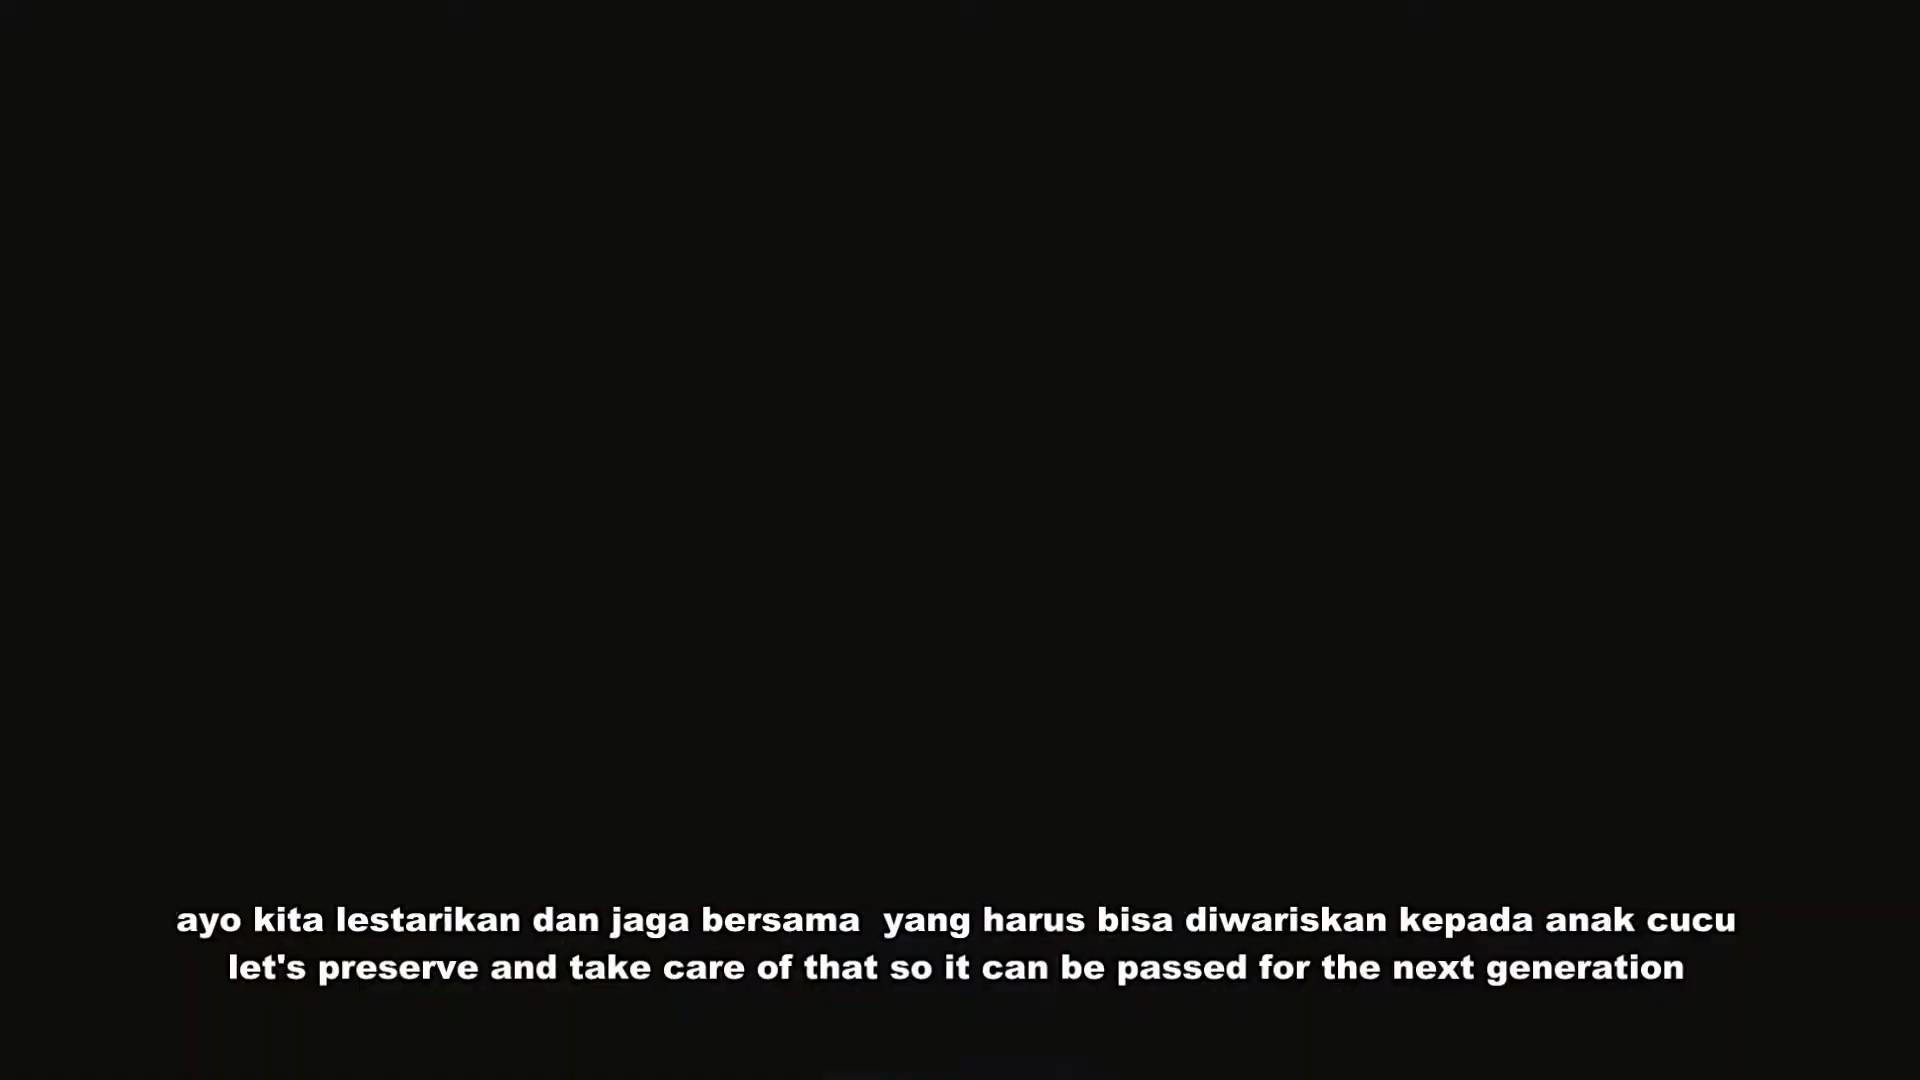 ayo kita lestarikan dan jaga bersama  yang harus bisa diwariskan kepada anak cucu
let's preserve and take care of that so it can be passed for the next generation